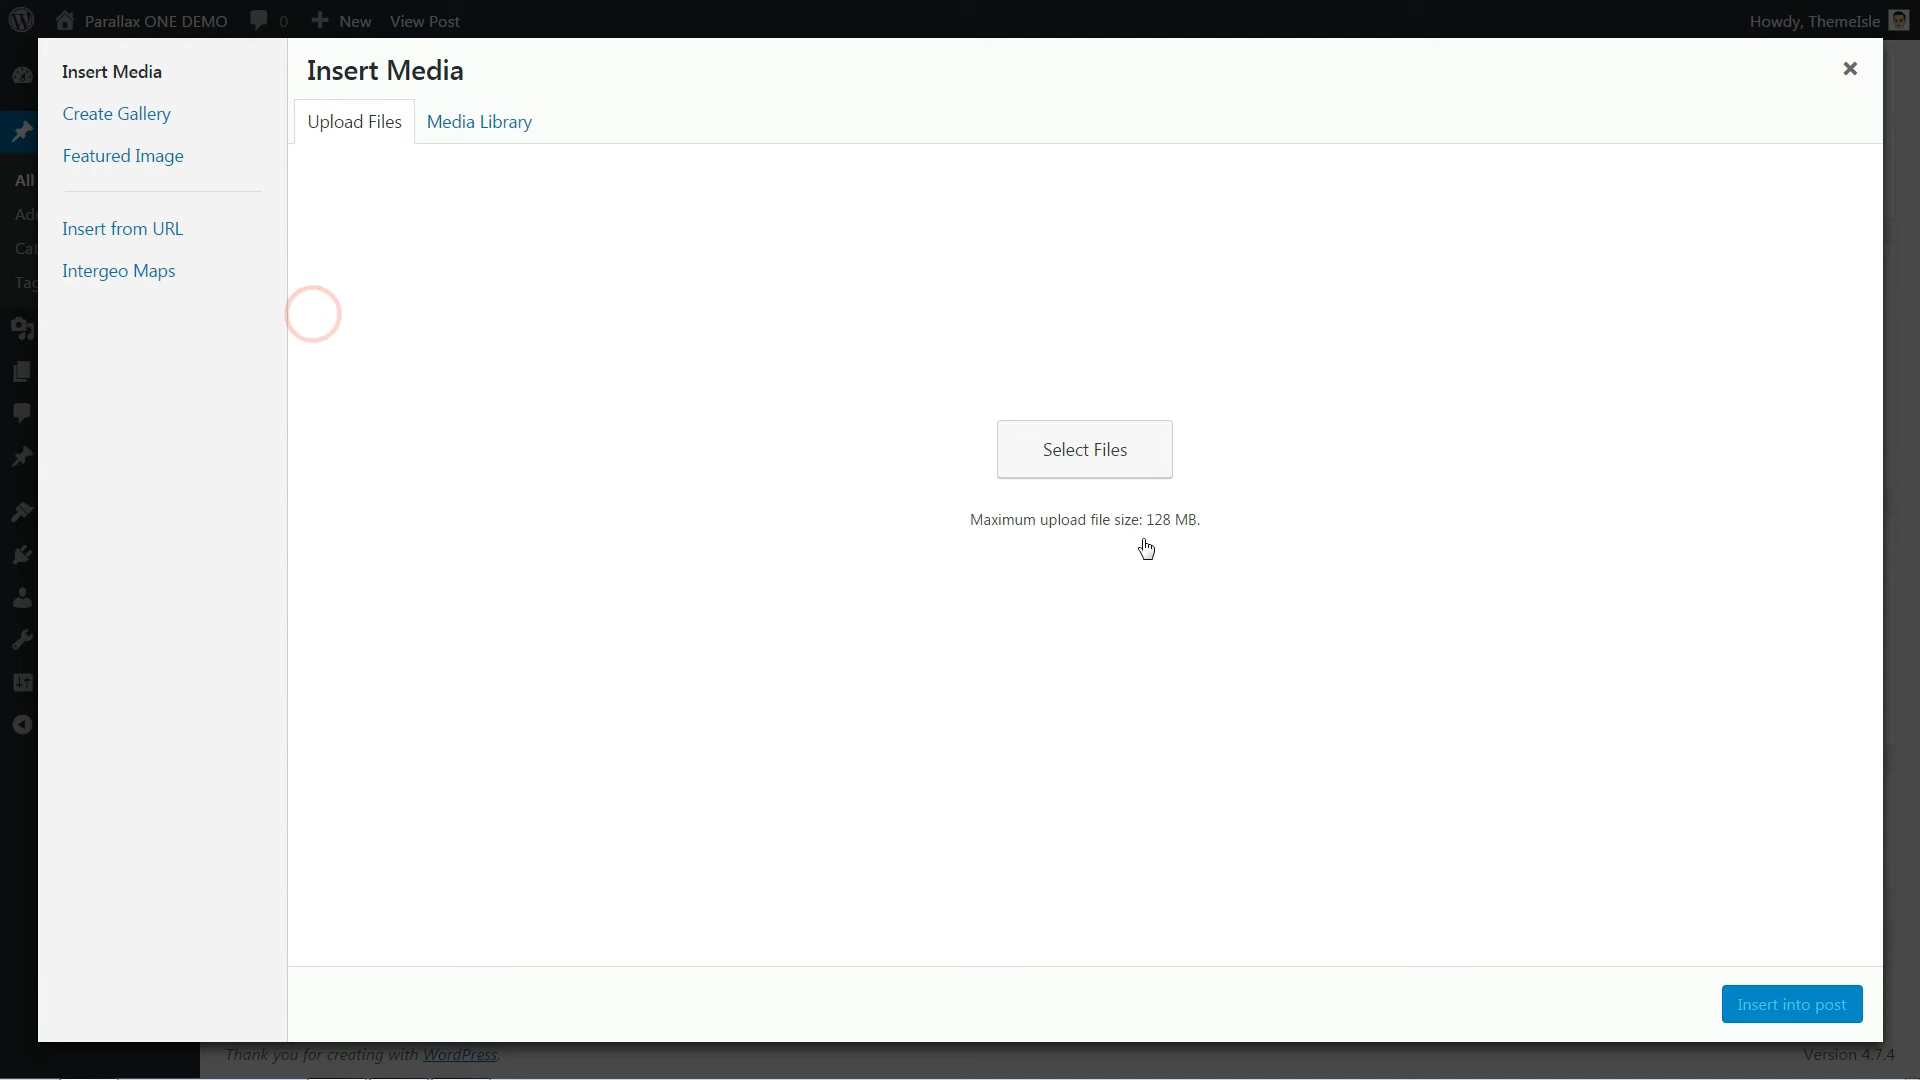 Parallax ONE DEMO 0 New View Post Howdy, ThemeIsle
Insert Media
Create Gallery
Featured Image
Insert from URL
Intergeo Maps
Insert Media
Upload Files Media Library
Select Files
Maximum upload file size: 128 MB.
Insert into post
All
Thank you for creating with WordPress.
Version 4.7.4